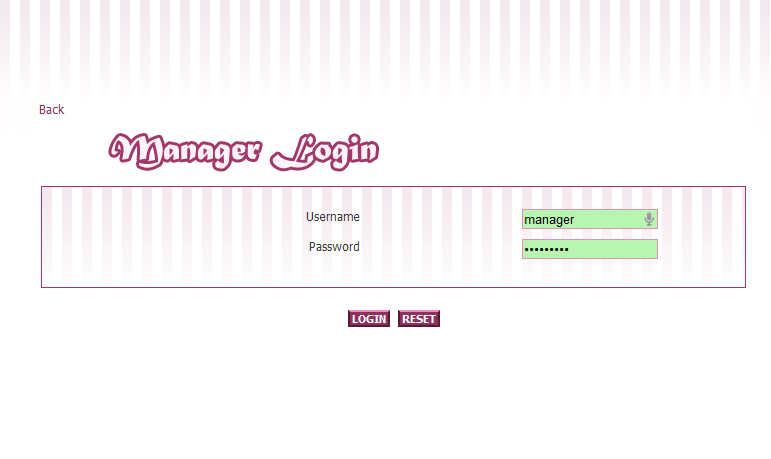 Back
Manager Login
Username manager
Password •••••••••
LOGIN RESET